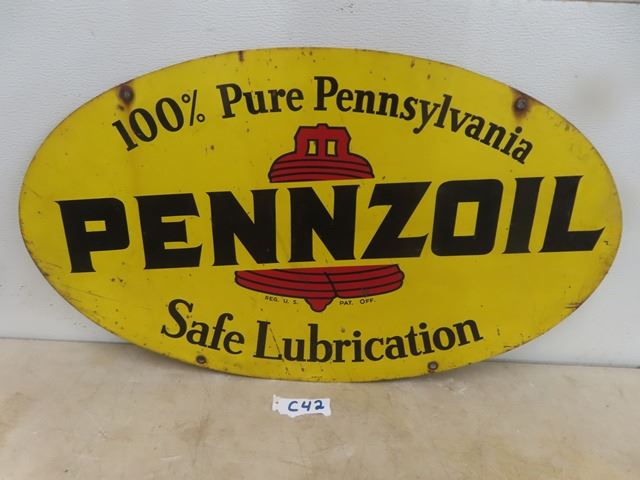 100% Pure Pennsylvania
PENNZOIL
REG. U. S. PAT. OFF.
Safe Lubrication
C42